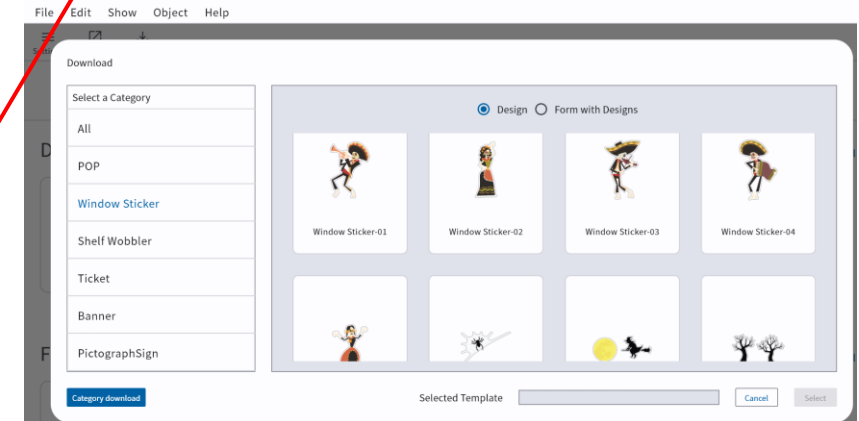 File Edit Show Object Help
Download
Select a Category
All
POP
Window Sticker
Shelf Wobbler
Ticket
Banner
PictographSign
Design Form with Designs
Window Sticker-01 Window Sticker-02 Window Sticker-03 Window Sticker-04
Category download Selected Template Cancel Select